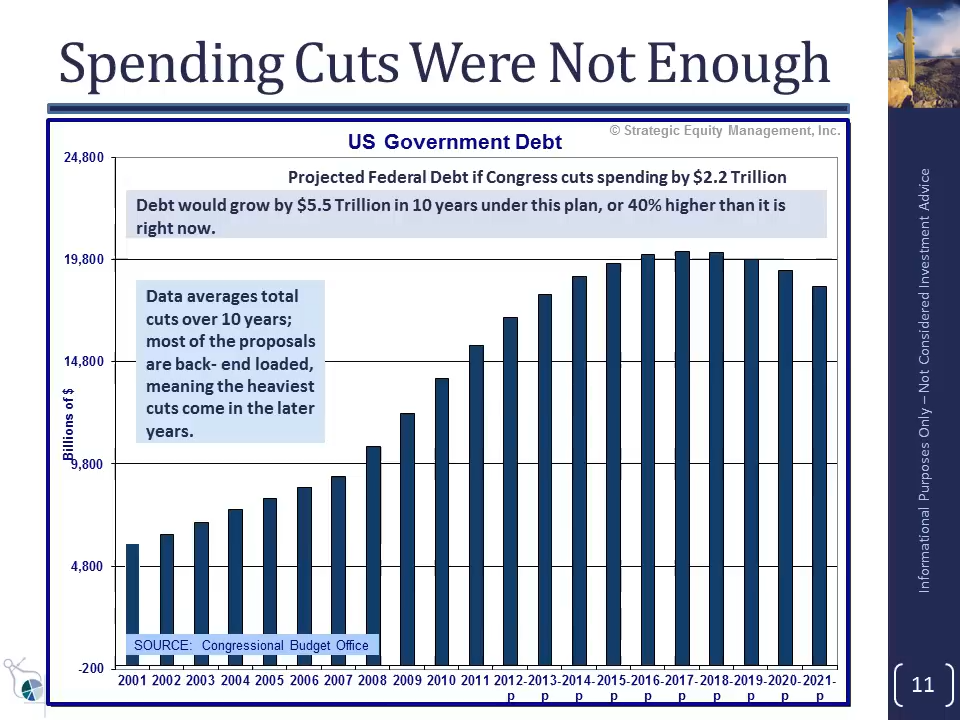 Spending Cuts Were Not Enough
© Strategic Equity Management, Inc.
US Government Debt
24,800
Projected Federal Debt if Congress cuts spending by $2.2 Trillion
Debt would grow by $5.5 Trillion in 10 years under this plan, or 40% higher than it is
right now.
19,800
Data averages total
cuts over 10 years;
most of the proposals
are back- end loaded,
meaning the heaviest
cuts come in the later
years.
14,800
Billions of $
9,800
4,800
SOURCE: Congressional Budget Office
-200
2001 2002 2003 2004 2005 2006 2007 2008 2009 2010 2011 2012- 2013- 2014- 2015- 2016- 2017- 2018- 2019- 2020- 2021-
p p p p p p p p p p
Informational Purposes Only – Not Considered Investment Advice
11